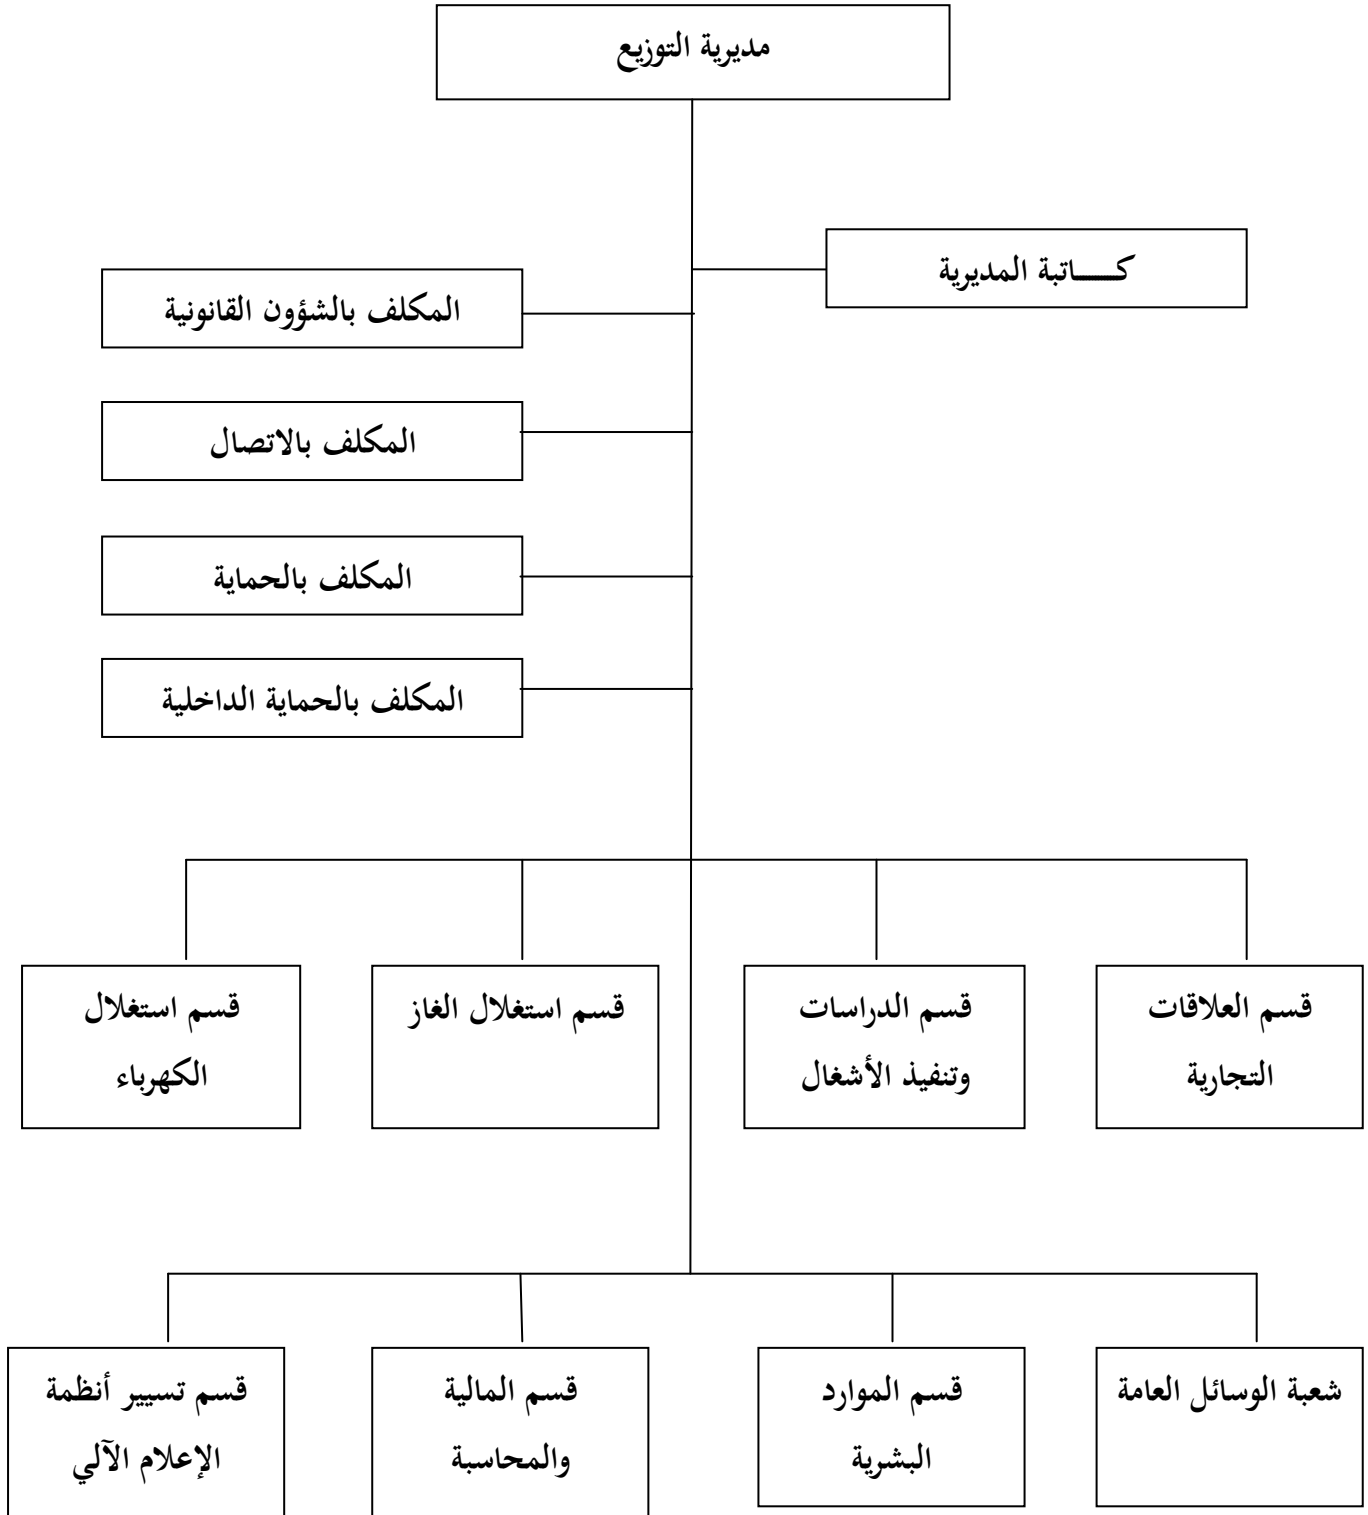 مديرية التوزيع
كـــــاتبة المديرية
المكلف بالشؤون القانونية
المكلف بالاتصال
المكلف بالحماية
المكلف بالحماية الداخلية
قسم العلاقات
التجارية
قسم الدراسات
وتنفيذ الأشغال
قسم استغلال الغاز
قسم استغلال
الكهرباء
شعبة الوسائل العامة
قسم الموارد
البشرية
قسم المالية
والمحاسبة
قسم تسيير أنظمة
الإعلام الآلي